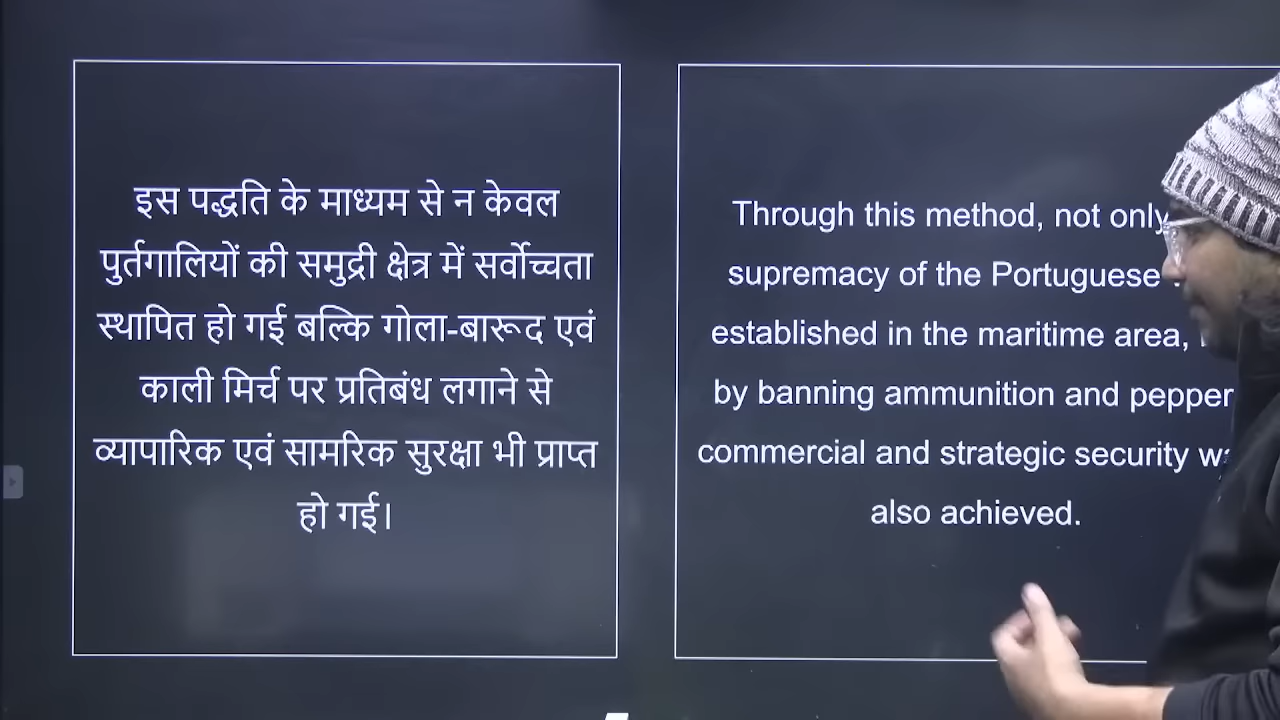 इस पद्धति के माध्यम से न केवल
पुर्तगालियों की समुद्री क्षेत्र में सर्वोच्चता
स्थापित हो गई बल्कि गोला-बारूद एवं
काली मिर्च पर प्रतिबंध लगाने से
व्यापारिक एवं सामरिक सुरक्षा भी प्राप्त
हो गई।
Through this method, not only
supremacy of the Portuguese
established in the maritime area,
by banning ammunition and pepper
commercial and strategic security
also achieved.